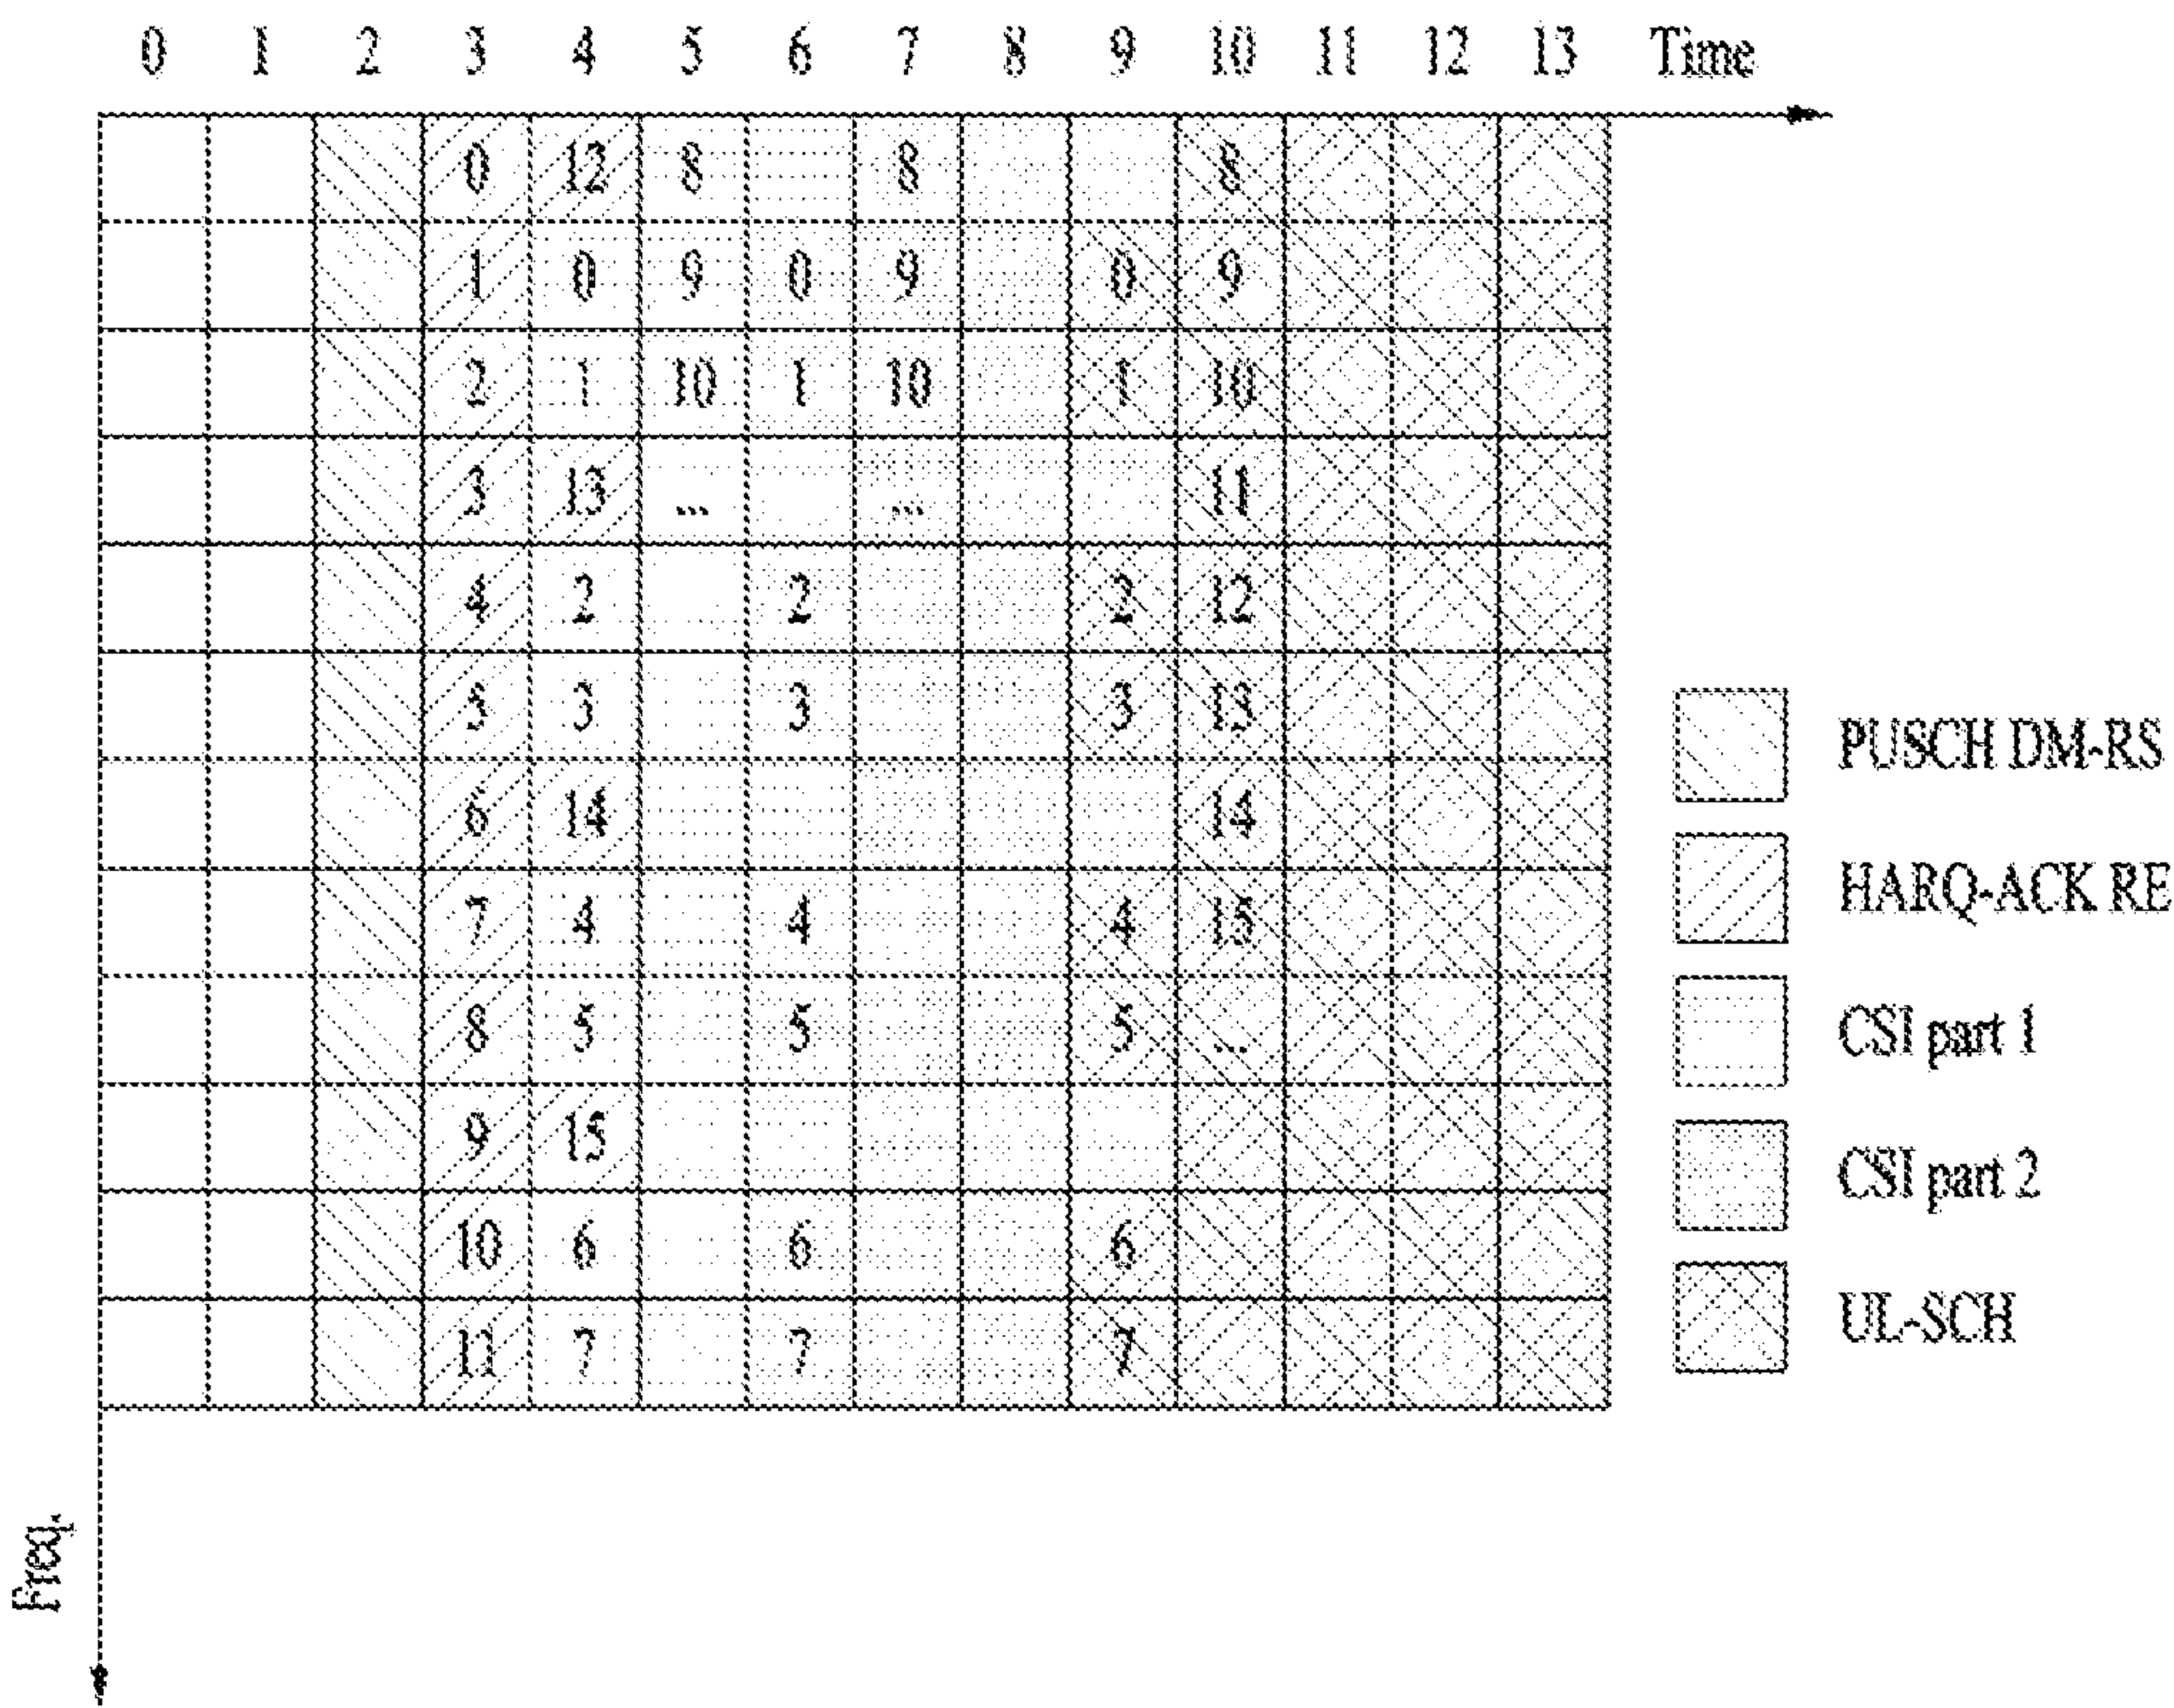 0 1 2 3 4 5 6 7 8 9 10 11 12 13 Time
0 12 8 8 8
1 0 9 0 9 0 9
2 1 10 1 10 1 10
3 13 ... ... 11
4 2 2 2 12
5 3 3 3 13
6 14 14
7 4 4 4 15
8 5 5 5 ...
9 15
10 6 6 6
11 7 7 7
PUSCH DM-RS
HARQ-ACK RE
CSI part 1
CSI part 2
UL-SCH
Freq.